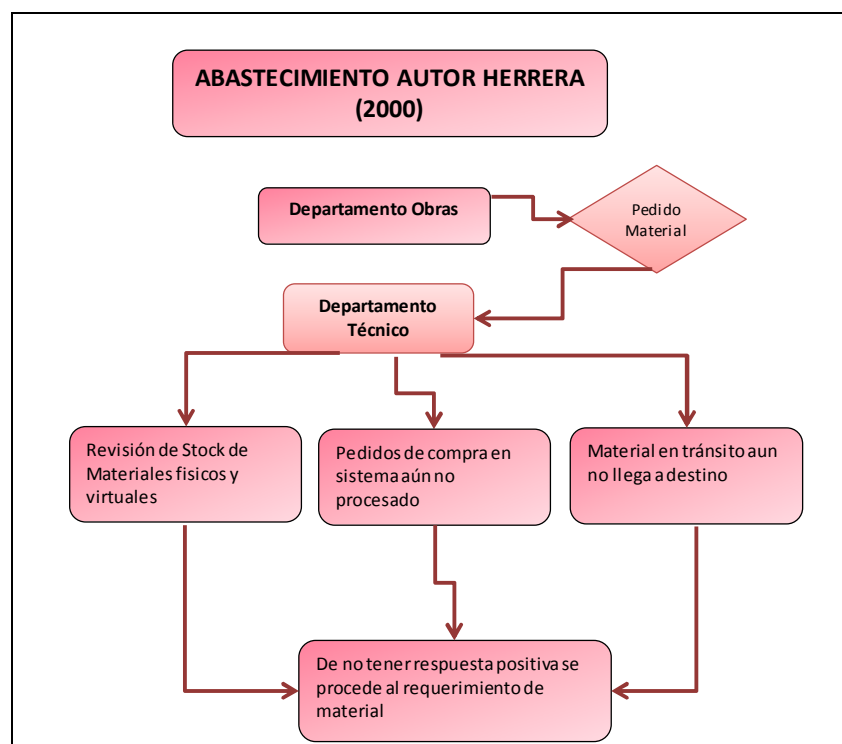 ABASTECIMIENTO AUTOR HERRERA
(2000)
Departamento Obras
Pedido
Material
Departamento
Técnico
Revisión de Stock de
Materiales fisicos y
virtuales
Pedidos de compra en
sistema aún no
procesado
Material en tránsito aun
no llega a destino
De no tener respuesta positiva se
procede al requerimiento de
material